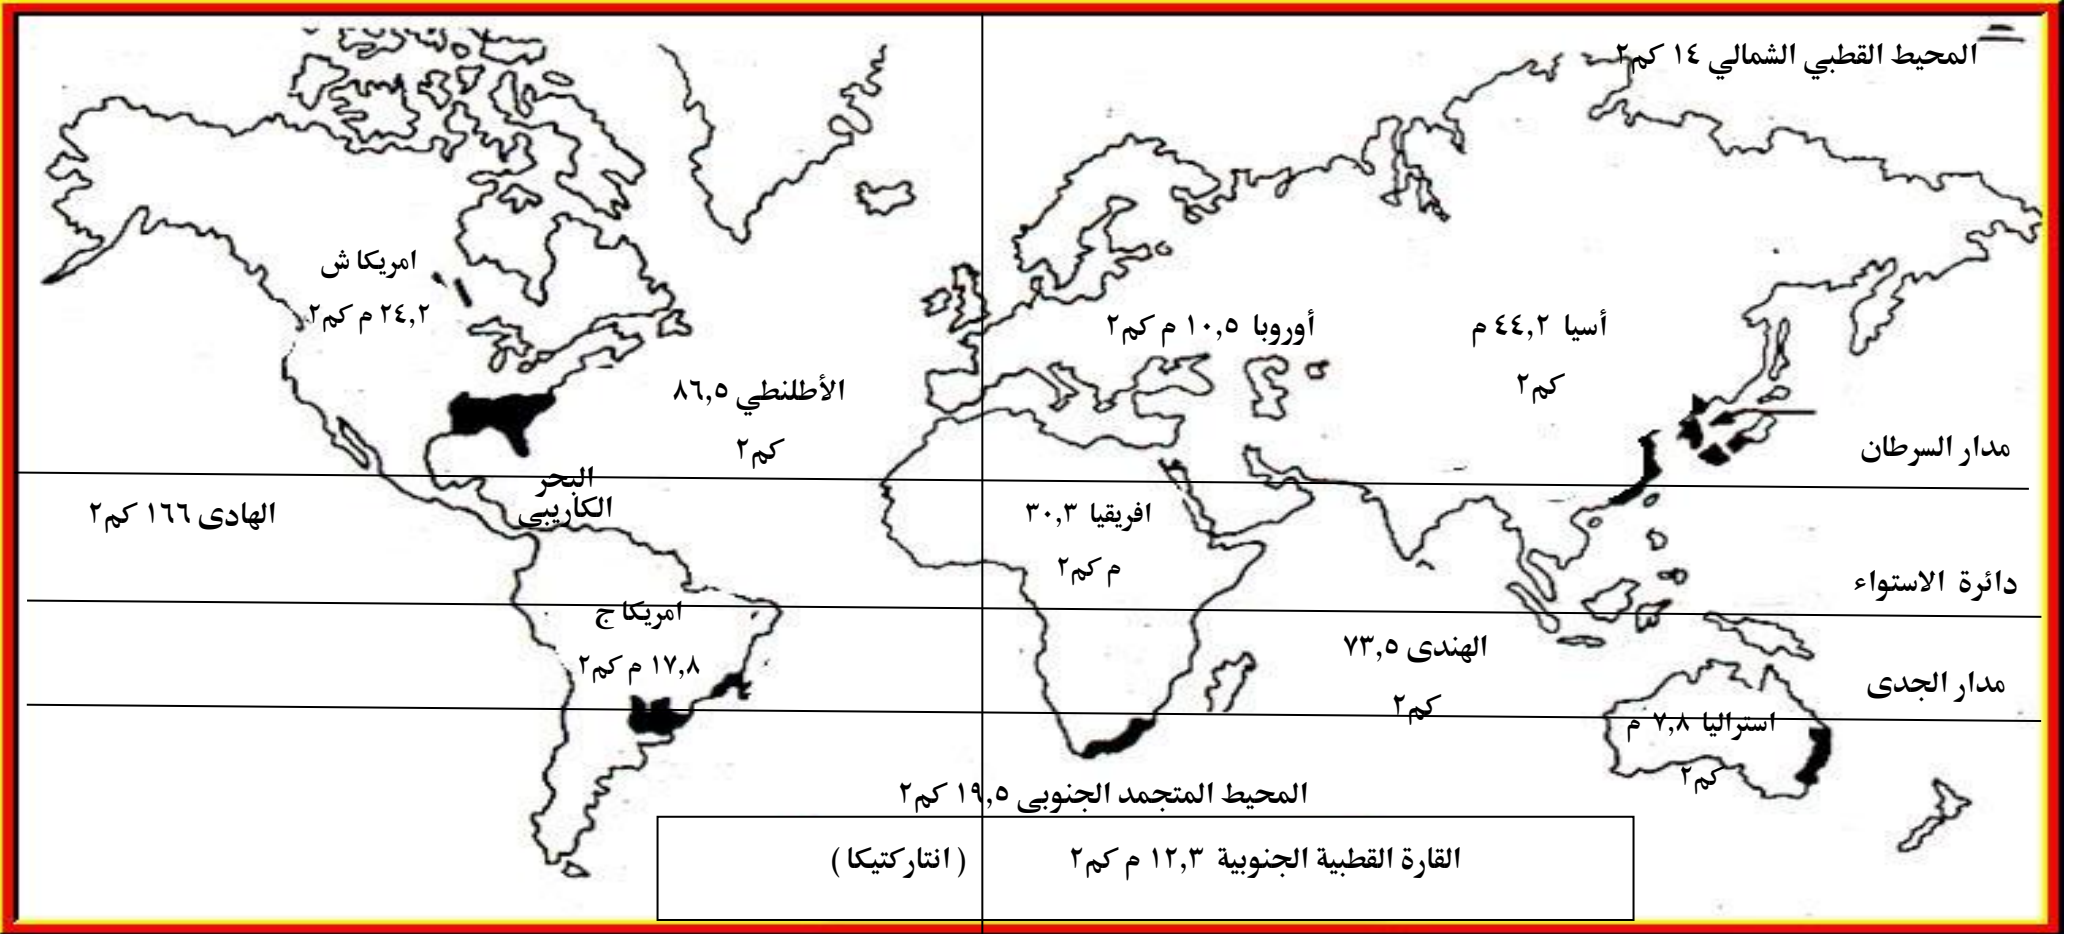 المحيط القطبي الشمالي ١٤ كم٢
امريكا ش
٢٤,٢ م كم٢
أوروبا ١٠,٥ م كم٢
أسيا ٤٤,٢ م
كم٢
الأطلنطي ٨٦,٥
كم٢
مدار السرطان
البحر
الكاريبى
الهادى ١٦٦ كم٢
افريقيا ٣٠,٣
م كم٢
دائرة الاستواء
امريكا ج
١٧,٨ م كم٢
الهندى ٧٣,٥
كم٢
مدار الجدى
استراليا ٧,٨ م
كم٢
المحيط المتجمد الجنوبى ١٩,٥ كم٢
القارة القطبية الجنوبية ١٢,٣ م كم٢ ( انتاركتيكا )